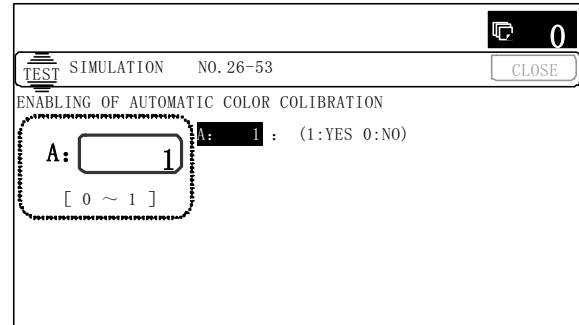 0
TEST SIMULATION NO. 26-53 CLOSE
ENABLING OF AUTOMATIC COLOR COLIBRATION
A: 1 A: 1 : (1:YES 0:NO)
[ 0 ~ 1 ]